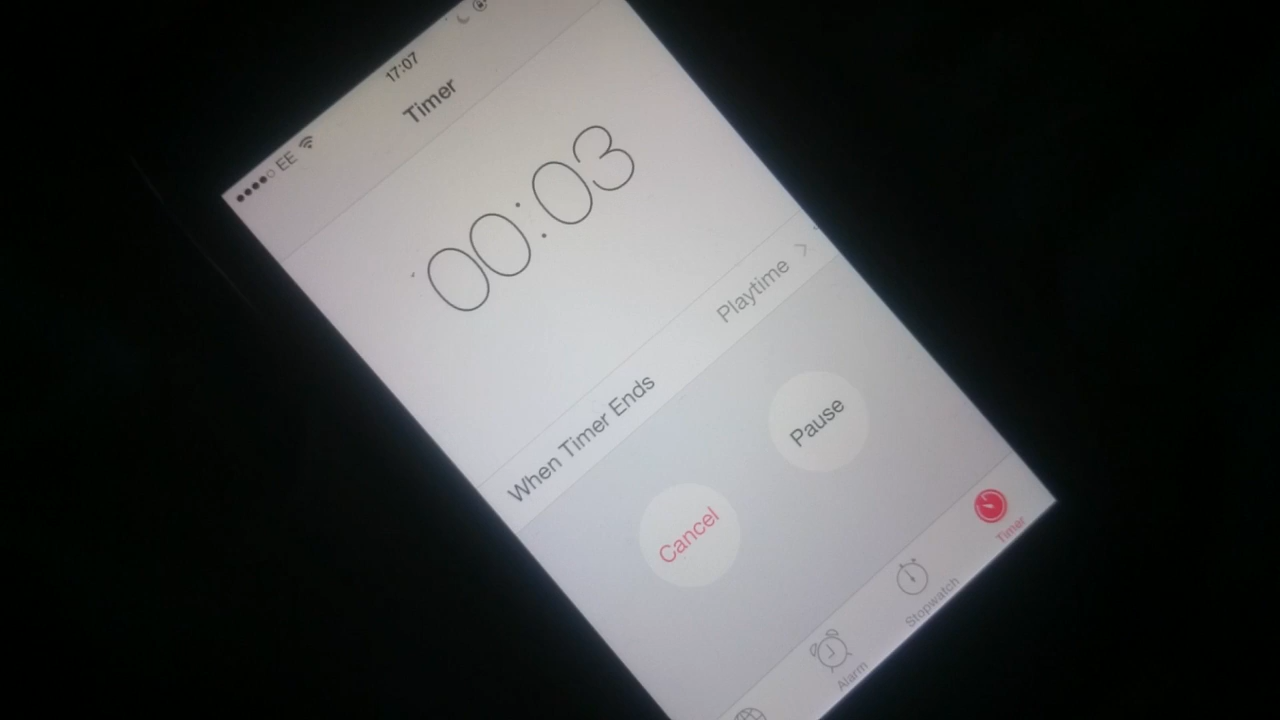 EE 17:07
Timer
00:03
When Timer Ends Playtime
Cancel Pause
Alarm Stopwatch Timer